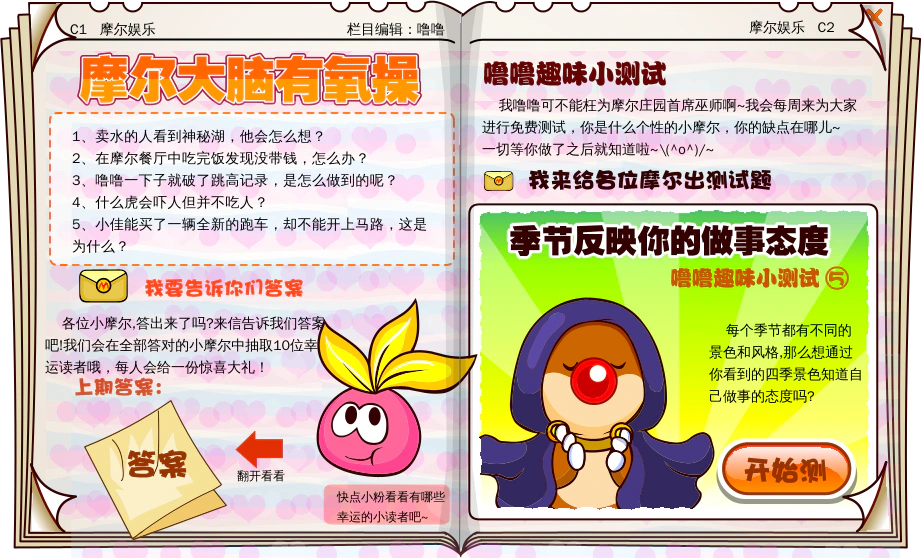 C1 摩尔娱乐
栏目编辑：噜噜
摩尔大脑有氧操
1、卖水的人看到神秘湖，他会怎么想？
2、在摩尔餐厅中吃完饭发现没带钱，怎么办？
3、噜噜一下子就破了跳高记录，是怎么做到的呢？
4、什么虎会吓人但并不吃人？
5、小佳能买了一辆全新的跑车，却不能开上马路，这是
为什么？
我要告诉你们答案
各位小摩尔,答出来了吗?来信告诉我们答案
吧!我们会在全部答对的小摩尔中抽取10位幸
运读者哦，每人会给一份惊喜大礼！
上期答案：
答案
翻开看看
快点小粉看看有哪些
幸运的小读者吧~
摩尔娱乐 C2
噜噜趣味小测试
我噜噜可不能枉为摩尔庄园首席巫师啊~我会每周来为大家
进行免费测试，你是什么个性的小摩尔，你的缺点在哪儿~
一切等你做了之后就知道啦~\(^o^)/~
我来给各位摩尔出测试题
季节反映你的做事态度
噜噜趣味小测试 ⑤
每个季节都有不同的
景色和风格,那么想通过
你看到的四季景色知道自
己做事的态度吗?
开始测